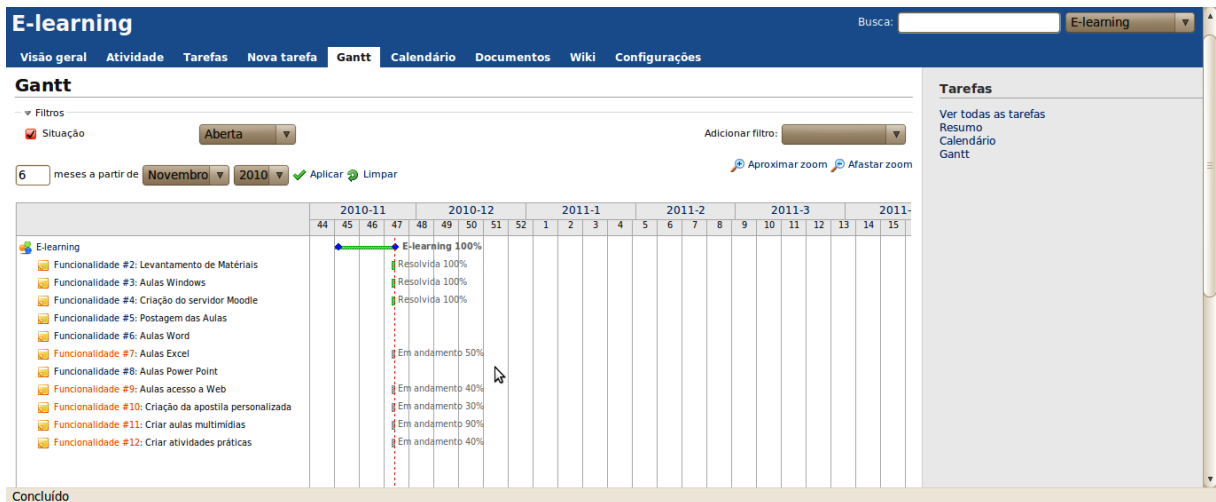 E-learning
Busca: E-learning
Visão geral Atividade Tarefas Nova tarefa Gantt Calendário Documentos Wiki Configurações
Gantt
Filtros
Situação Aberta Adicionar filtro:
Aproximar zoom Afastar zoom
6 meses a partir de Novembro 2010 Aplicar Limpar
2010-11 2010-12 2011-1 2011-2 2011-3 2011-
44 45 46 47 48 49 50 51 52 1 2 3 4 5 6 7 8 9 10 11 12 13 14 15
E-learning E-learning 100%
Funcionalidade #2: Levantamento de Matériais Resolvida 100%
Funcionalidade #3: Aulas Windows Resolvida 100%
Funcionalidade #4: Criação do servidor Moodle Resolvida 100%
Funcionalidade #5: Postagem das Aulas
Funcionalidade #6: Aulas Word
Funcionalidade #7: Aulas Excel Em andamento 50%
Funcionalidade #8: Aulas Power Point
Funcionalidade #9: Aulas acesso a Web Em andamento 40%
Funcionalidade #10: Criação da apostila personalizada Em andamento 30%
Funcionalidade #11: Criar aulas multimídias Em andamento 90%
Funcionalidade #12: Criar atividades práticas Em andamento 40%
Tarefas
Ver todas as tarefas
Resumo
Calendário
Gantt
Concluído